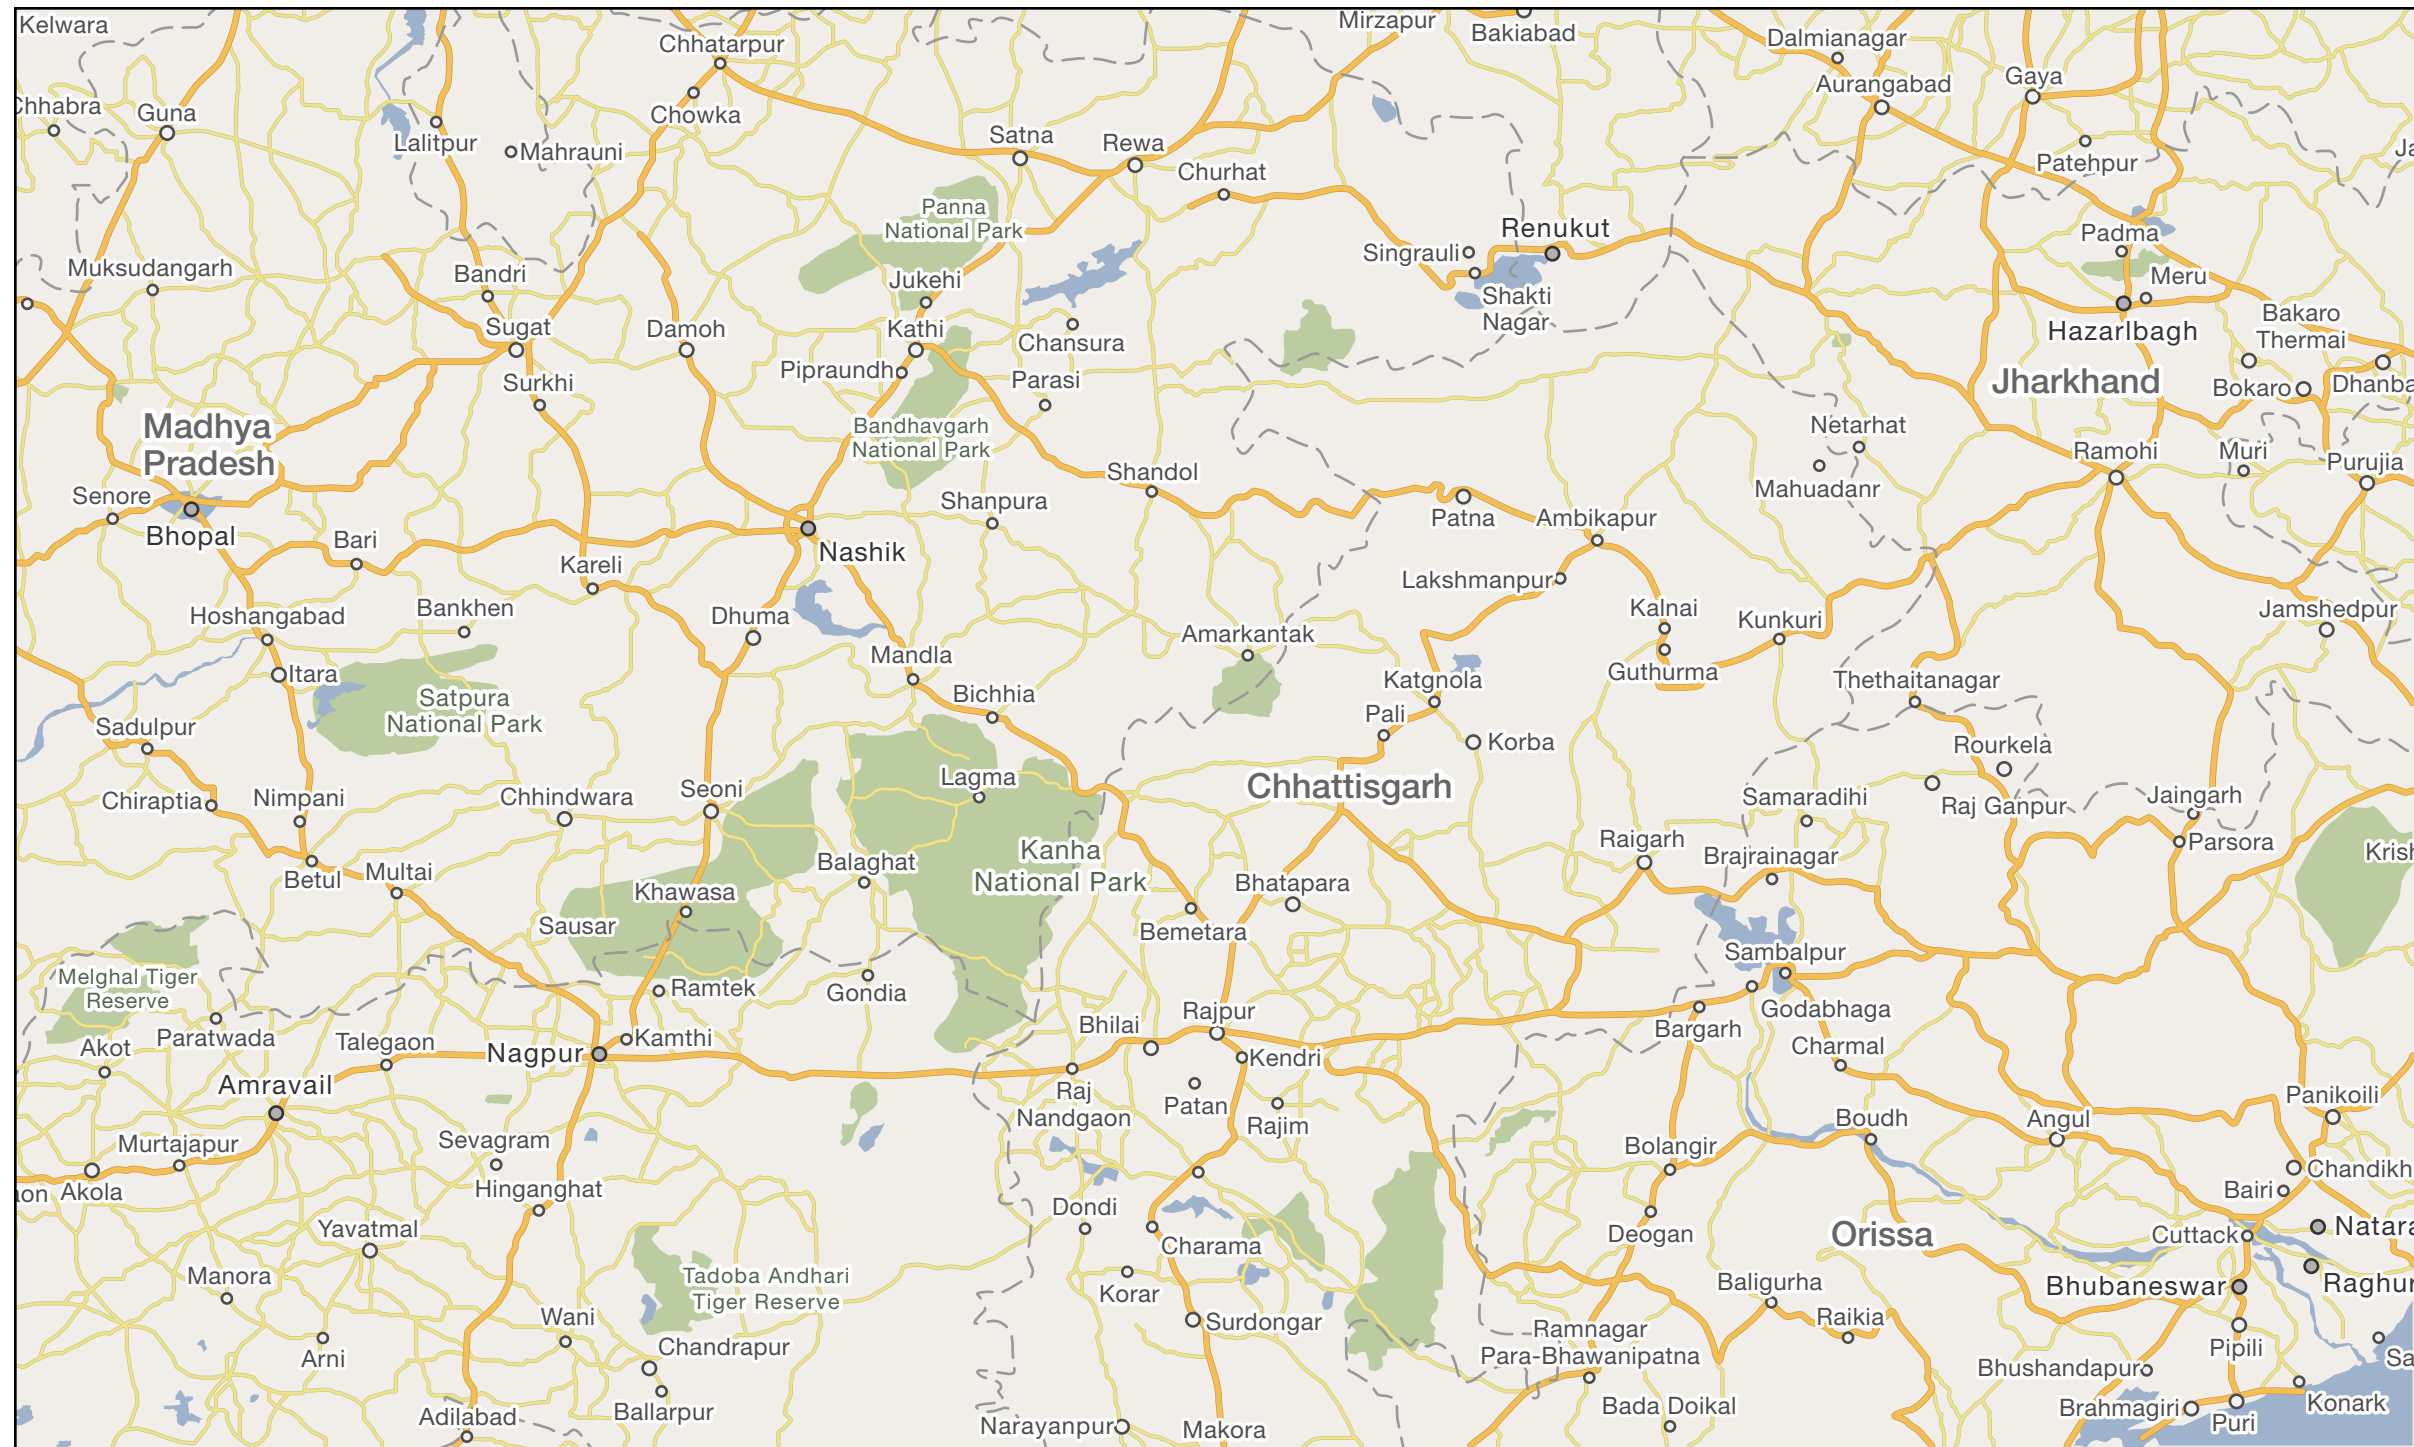 Kelwara
Mirzapur
Bakiabad
Chhatarpur
Dalmianagar
Gaya
Aurangabad
Chhabra
Guna
Chowka
Lalitpur
Mahrauni
Satna
Rewa
Churhat
Patehpur
Ja
Panna
National Park
Renukut
Singrauli
Padma
Meru
Muksudangarh
Bandri
Jukehi
Shakti
Nagar
Sugat
Damoh
Kathi
Chansura
Hazarlbagh
Bakaro
Thermai
Surkhi
Pipraundh
Parasi
Jharkhand
Bokaro
Dhanba
Madhya
Pradesh
Bandhavgarh
National Park
Netarhat
Mahuadanr
Ramohi
Muri
Purujia
Senore
Bhopal
Shanpura
Shandol
Patna
Ambikapur
Bari
Nashik
Kareli
Lakshmanpur
Hoshangabad
Bankhen
Dhuma
Kalnai
Kunkuri
Jamshedpur
Amarkantak
Mandla
Guthurma
Itara
Satpura
National Park
Bichhia
Katgnola
Thethaitanagar
Sadulpur
Pali
Korba
Rourkela
Chiraptia
Nimpani
Chhindwara
Seoni
Lagma
Chhattisgarh
Samaradihi
Raj Ganpur
Jaingarh
Parsora
Raigarh
Brajrainagar
Krish
Betul
Multai
Balaghat
Kanha
National Park
Bhatapara
Khawasa
Sausar
Bemetara
Sambalpur
Melghal Tiger
Reserve
Ramtek
Gondia
Godabhaga
Paratwada
Talegaon
Kamthi
Nagpur
Bhilai
Rajpur
Bargarh
Akot
Kendri
Charmal
Amravail
Raj
Nandgaon
Patan
Rajim
Panikoili
Boudh
Angul
Murtajapur
Sevagram
Bolangir
Chandikh
aon
Akola
Hinganghat
Bairi
Dondi
Yavatmal
Charama
Deogan
Orissa
Cuttack
Natara
Manora
Tadoba Andhari
Tiger Reserve
Korar
Baligurha
Bhubaneswar
Raghur
Wani
Surdongar
Raikia
Arni
Chandrapur
Ramnagar
Para-Bhawanipatna
Pipili
Sa
Bhushandapur
Adilabad
Ballarpur
Narayanpur
Makora
Bada Doikal
Brahmagiri
Puri
Konark